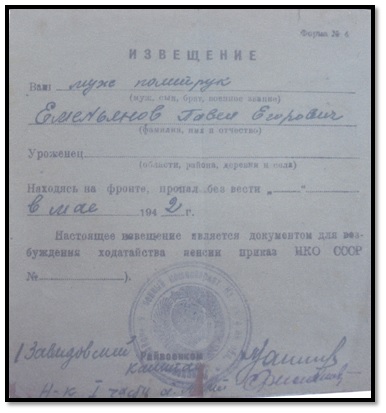 Форма № 4
ИЗВЕЩЕНИЕ
Ваш муж политрук
(муж, сын, брат, военное звание)
Емельянов Павел Егорович
(фамилия, имя и отчество)
Уроженец
(области, района, деревни и села)
Находясь на фронте, пропал без вести „ “
в мае 1942 г.
Настоящее извещение является документом для воз-
буждения ходатайства о пенсии приказ НКО СССР
№ ).
/Завидовский Райвоенком
капитан
Н-к I части